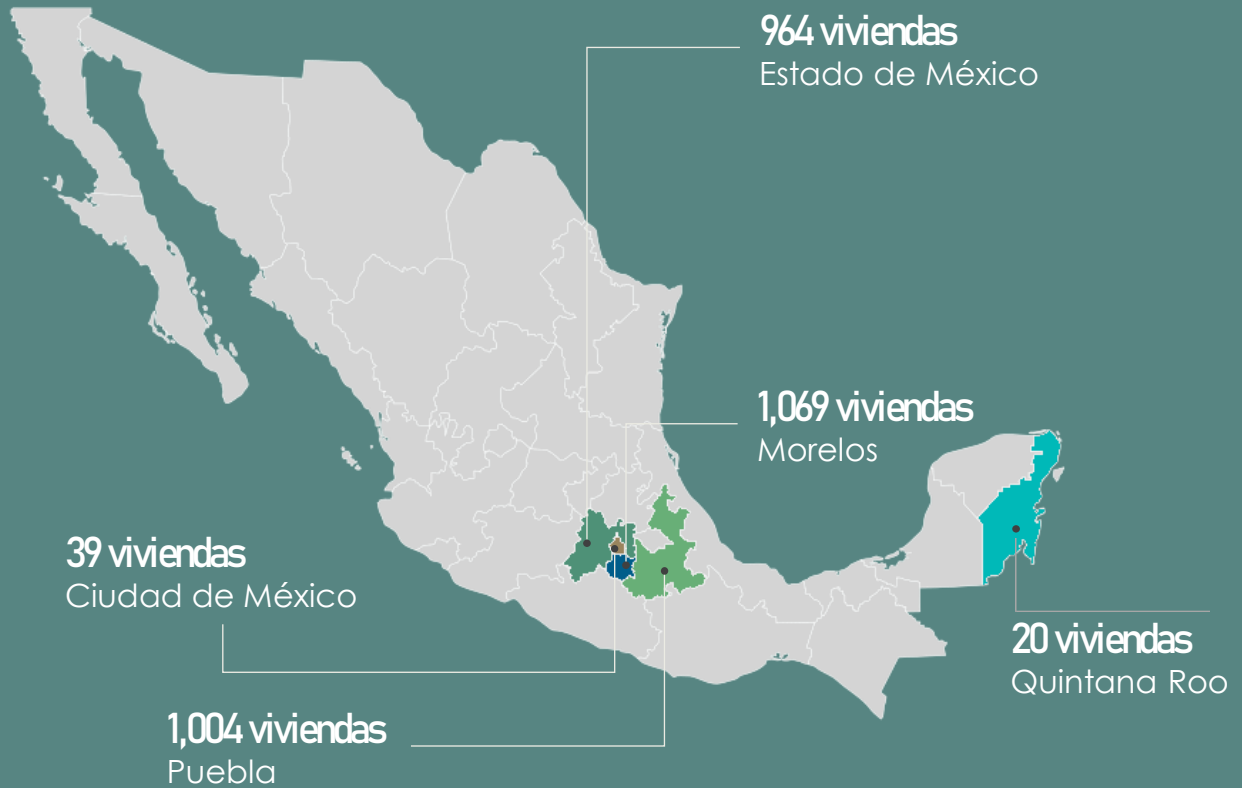 964 viviendas
Estado de México
1,069 viviendas
Morelos
39 viviendas
Ciudad de México
20 viviendas
Quintana Roo
1,004 viviendas
Puebla